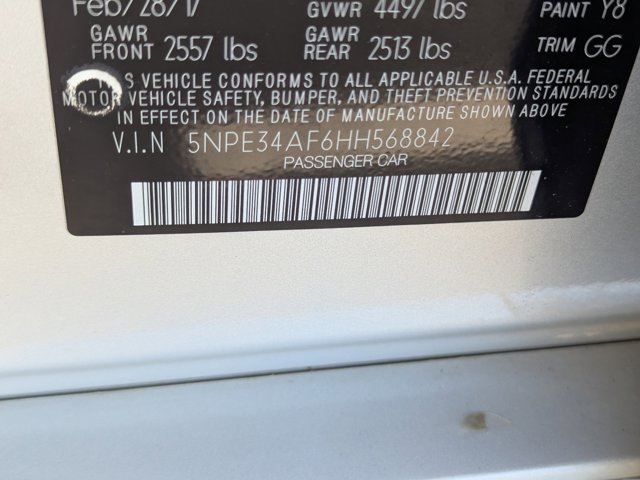 Feb/28/17 GVWR 4497 lbs PAINT Y8
GAWR FRONT 2557 lbs GAWR REAR 2513 lbs TRIM GG
S VEHICLE CONFORMS TO ALL APPLICABLE U.S.A. FEDERAL
MOTOR VEHICLE SAFETY, BUMPER, AND THEFT PREVENTION STANDARDS
IN EFFECT ON THE DATE OF MANUFACTURE SHOWN ABOVE
V.I.N 5NPE34AF6HH568842
PASSENGER CAR